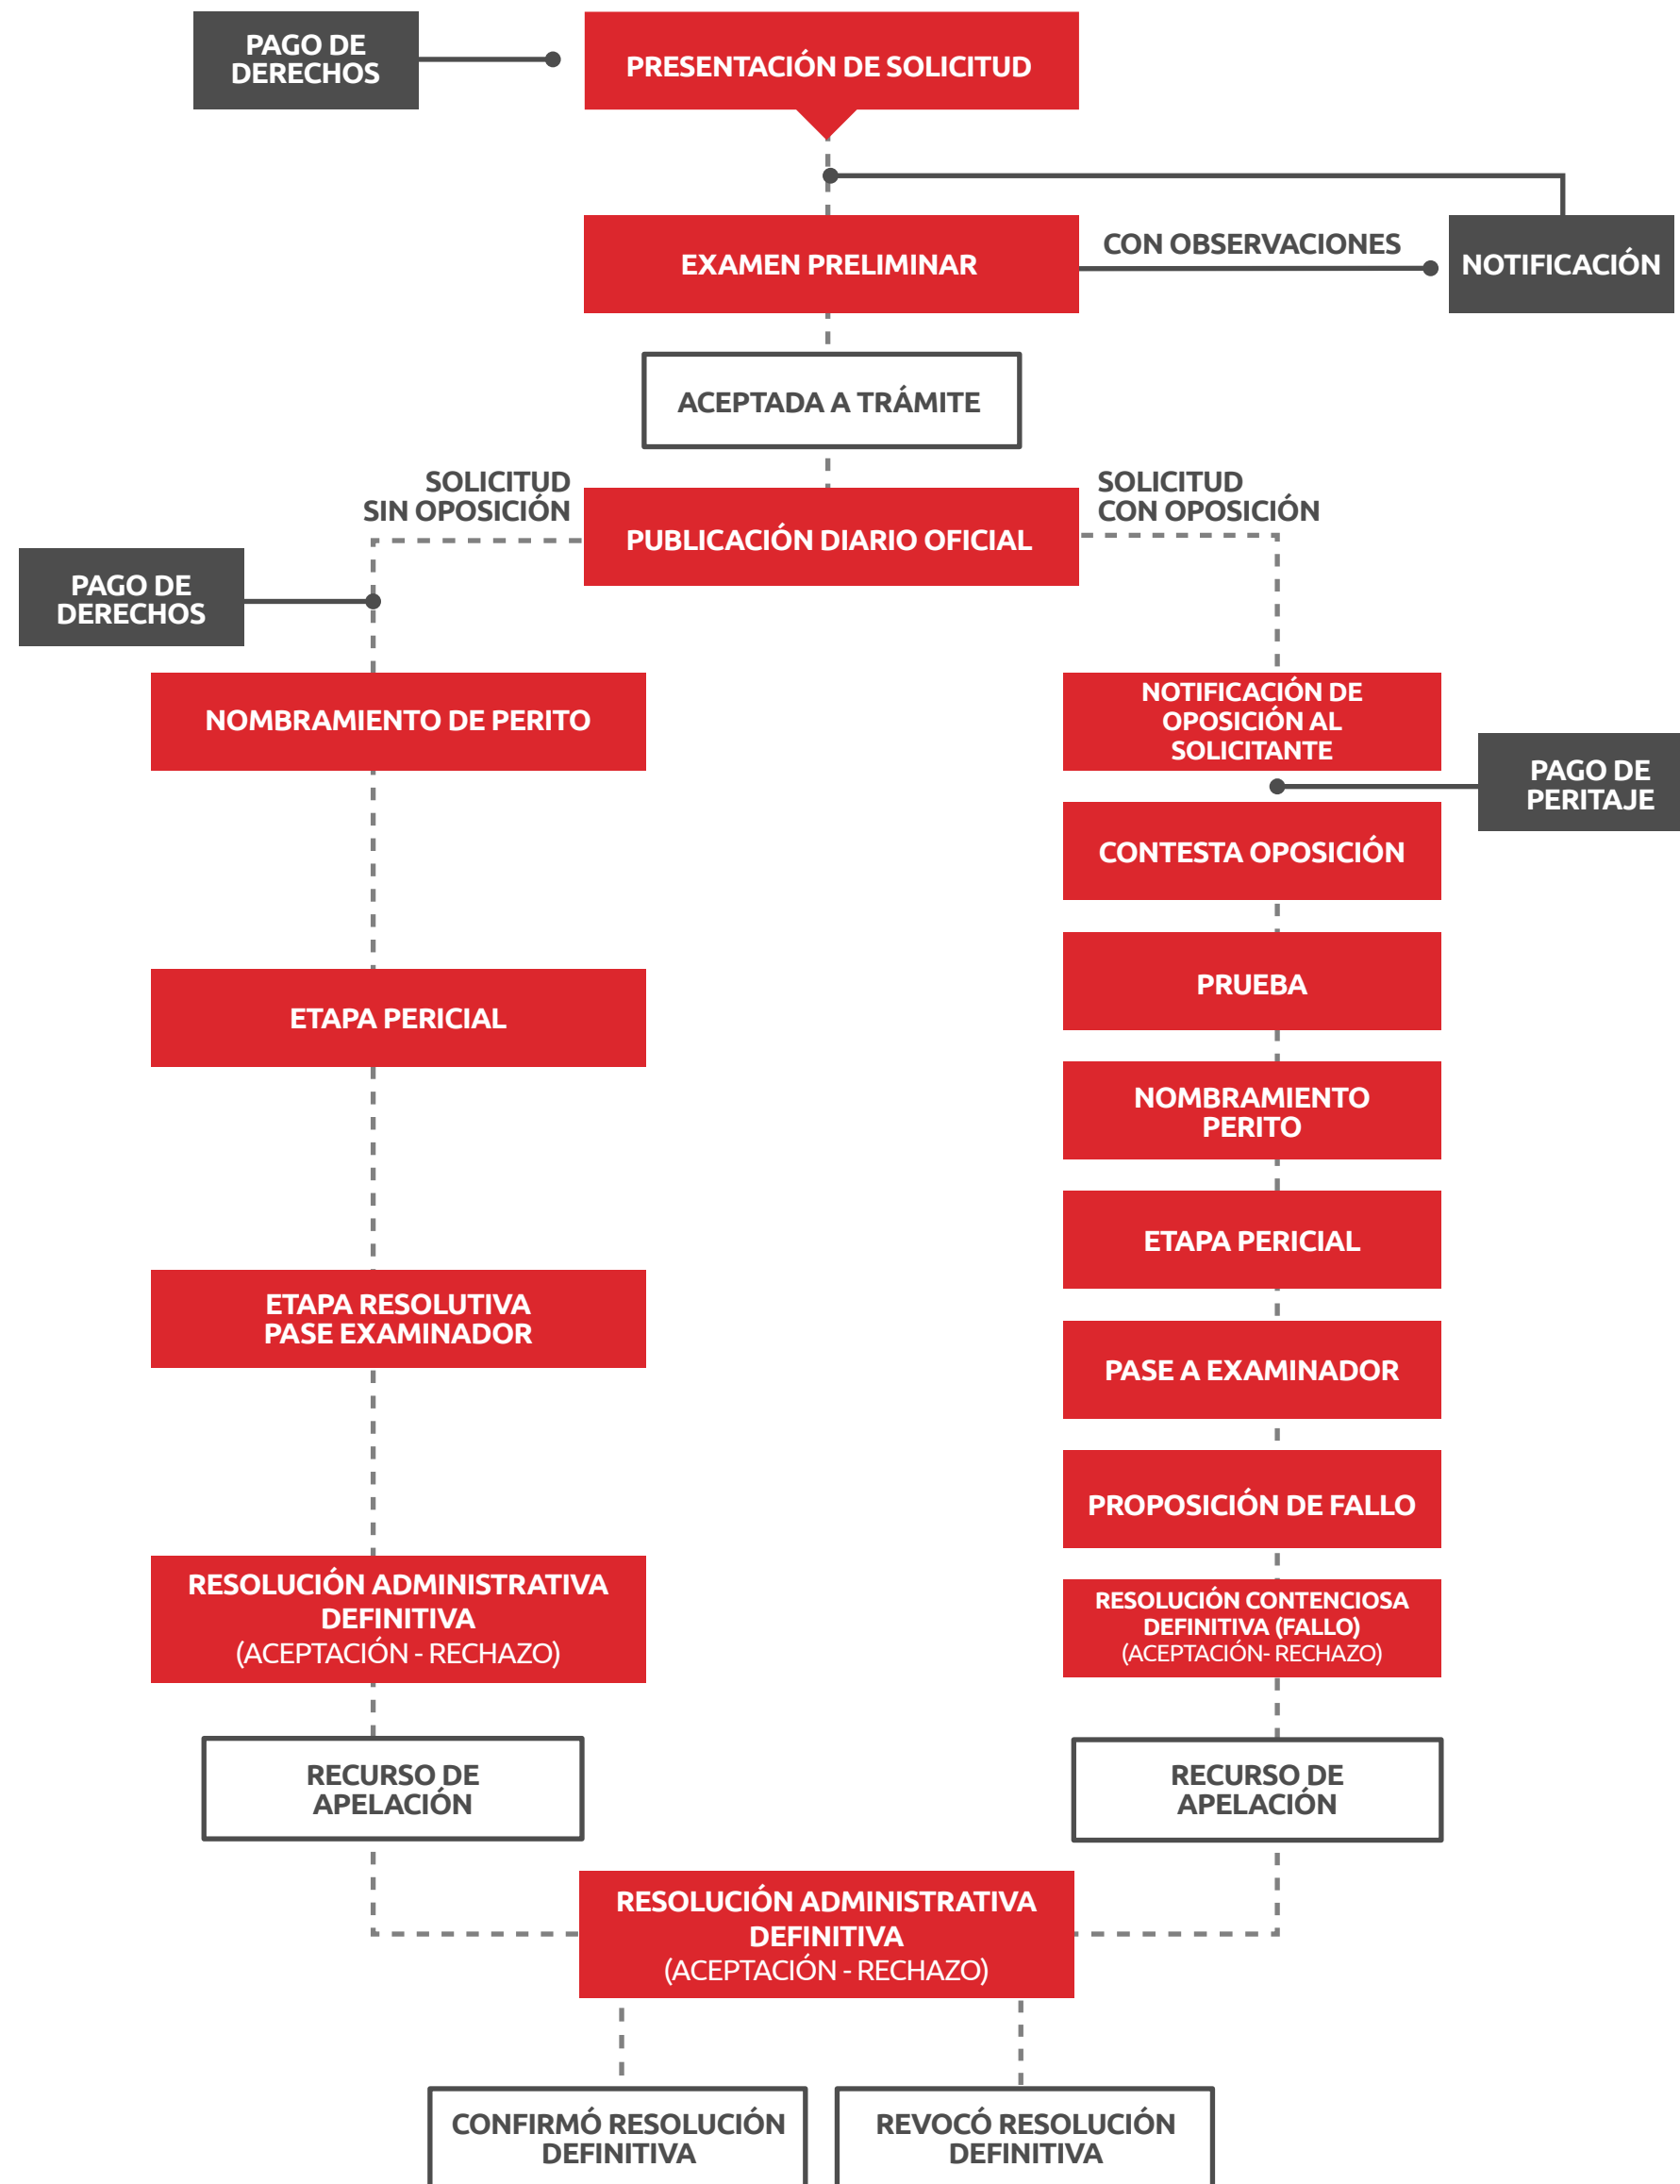 PAGO DE
DERECHOS
PRESENTACIÓN DE SOLICITUD
EXAMEN PRELIMINAR
CON OBSERVACIONES
NOTIFICACIÓN
ACEPTADA A TRÁMITE
SOLICITUD
SIN OPOSICIÓN
PUBLICACIÓN DIARIO OFICIAL
SOLICITUD
CON OPOSICIÓN
PAGO DE
DERECHOS
NOMBRAMIENTO DE PERITO
ETAPA PERICIAL
ETAPA RESOLUTIVA
PASE EXAMINADOR
RESOLUCIÓN ADMINISTRATIVA
DEFINITIVA
(ACEPTACIÓN - RECHAZO)
RECURSO DE
APELACIÓN
NOTIFICACIÓN DE
OPOSICIÓN AL
SOLICITANTE
PAGO DE
PERITAJE
CONTESTA OPOSICIÓN
PRUEBA
NOMBRAMIENTO
PERITO
ETAPA PERICIAL
PASE A EXAMINADOR
PROPOSICIÓN DE FALLO
RESOLUCIÓN CONTENCIOSA
DEFINITIVA (FALLO)
(ACEPTACIÓN- RECHAZO)
RECURSO DE
APELACIÓN
RESOLUCIÓN ADMINISTRATIVA
DEFINITIVA
(ACEPTACIÓN - RECHAZO)
CONFIRMÓ RESOLUCIÓN
DEFINITIVA
REVOCÓ RESOLUCIÓN
DEFINITIVA